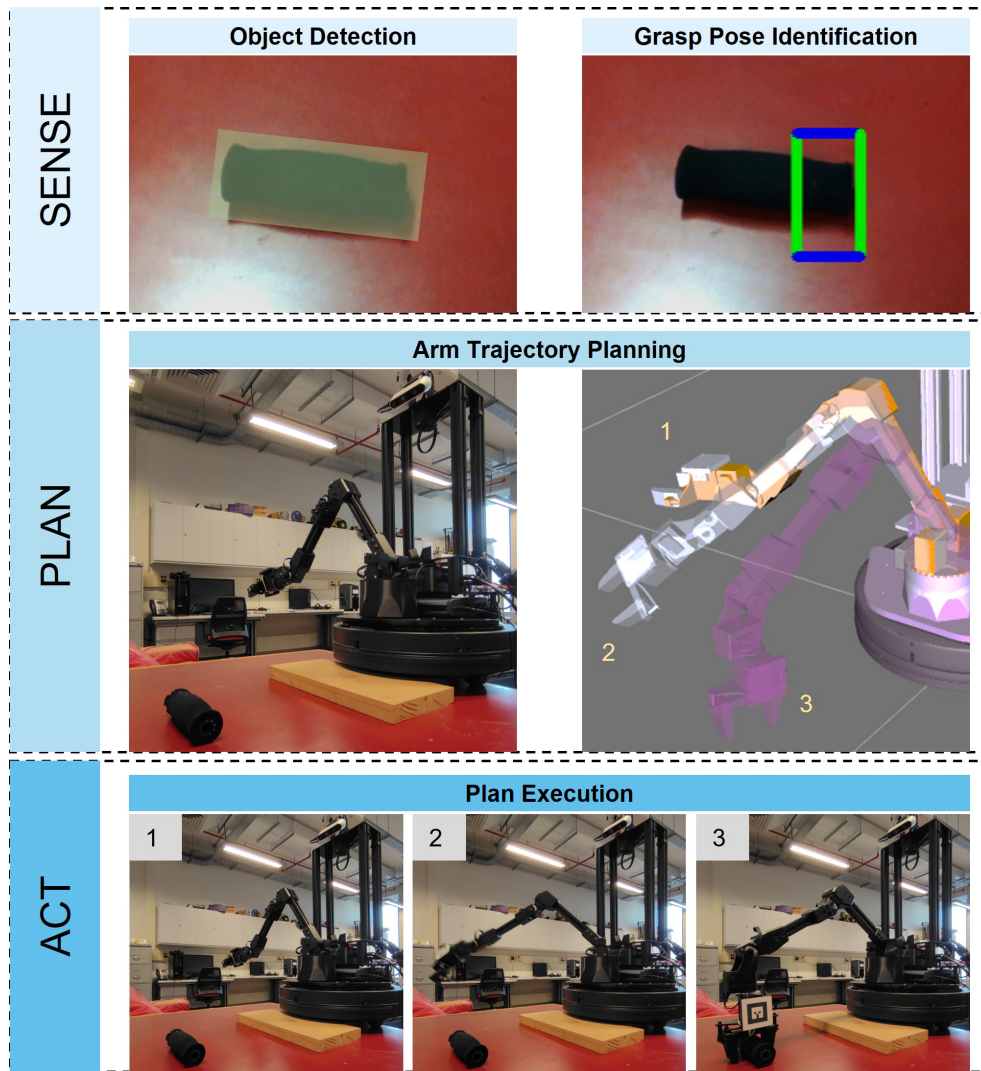 SENSE
Object Detection
Grasp Pose Identification
PLAN
Arm Trajectory Planning
1
2
3
ACT
Plan Execution
1
2
3